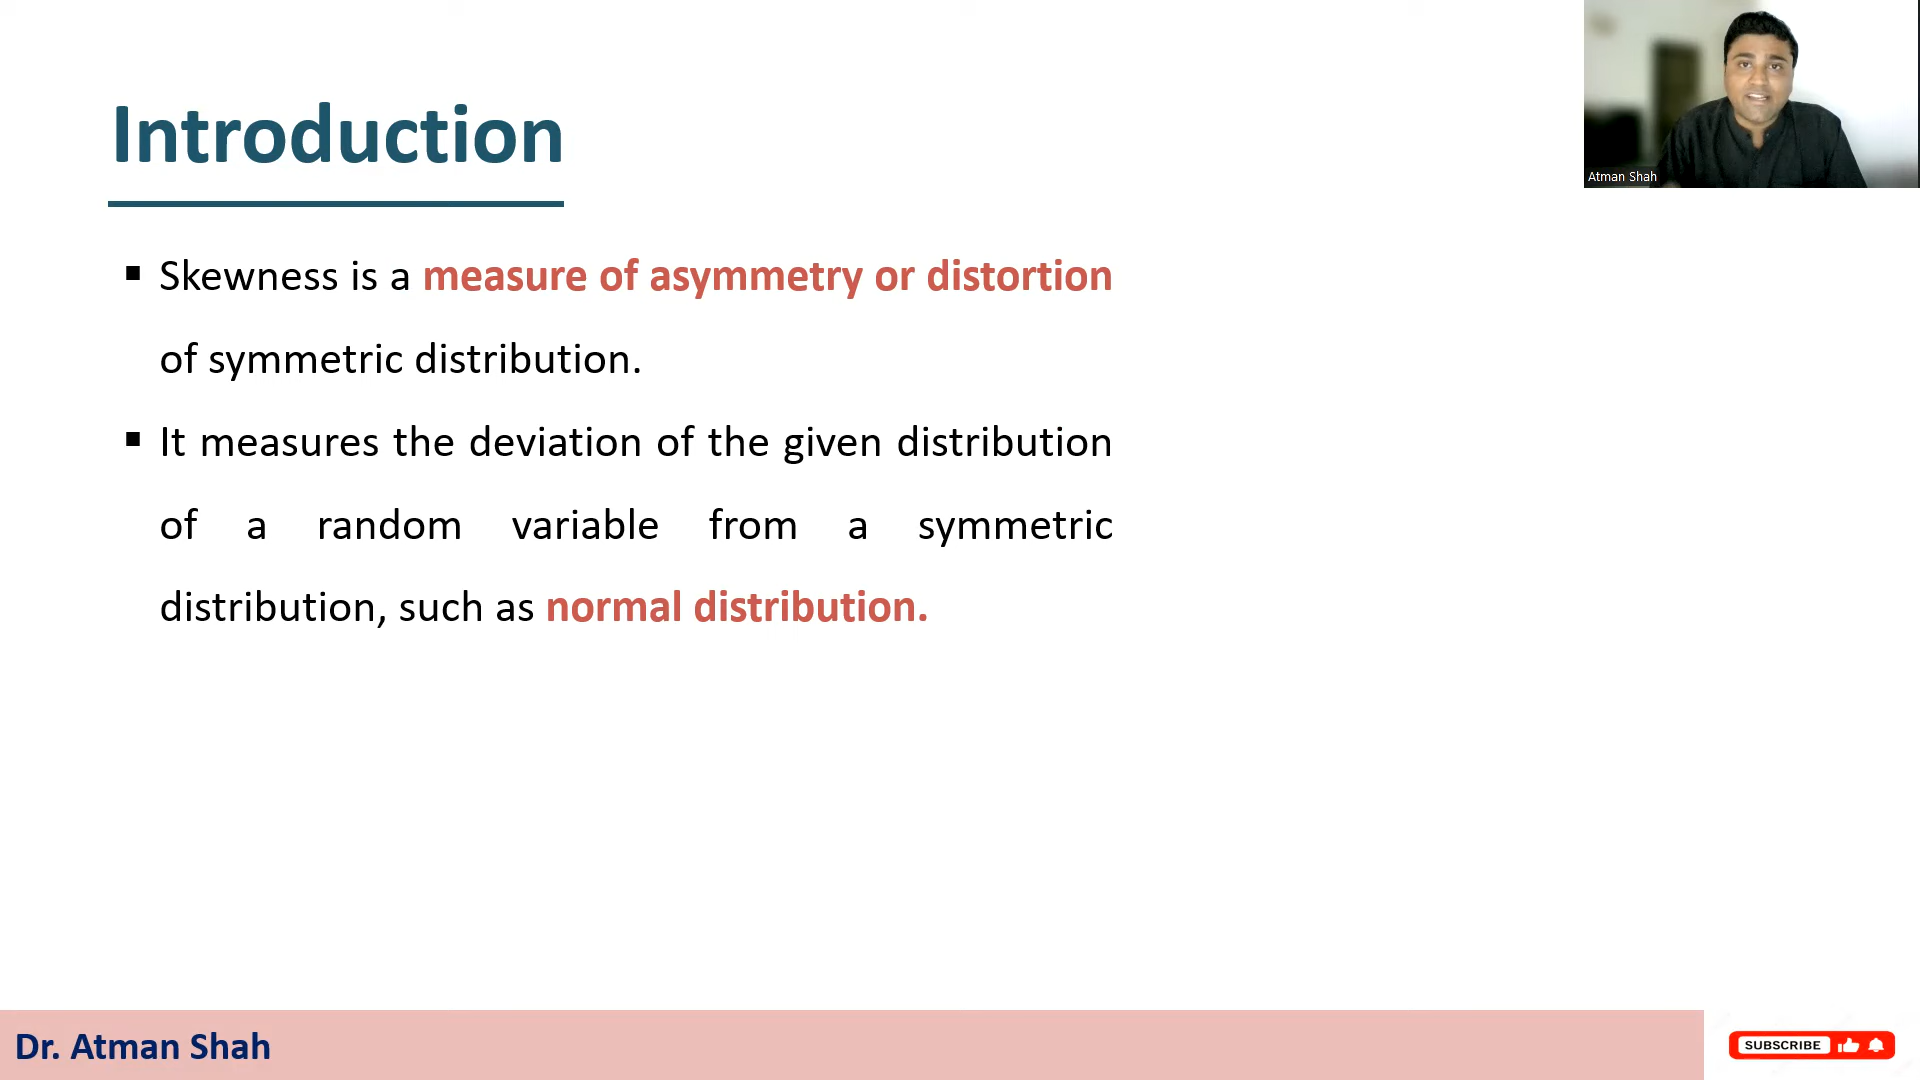 Introduction
Atman Shah
▪ Skewness is a measure of asymmetry or distortion
of symmetric distribution.
▪ It measures the deviation of the given distribution
of a random variable from a symmetric
distribution, such as normal distribution.
Dr. Atman Shah
SUBSCRIBE